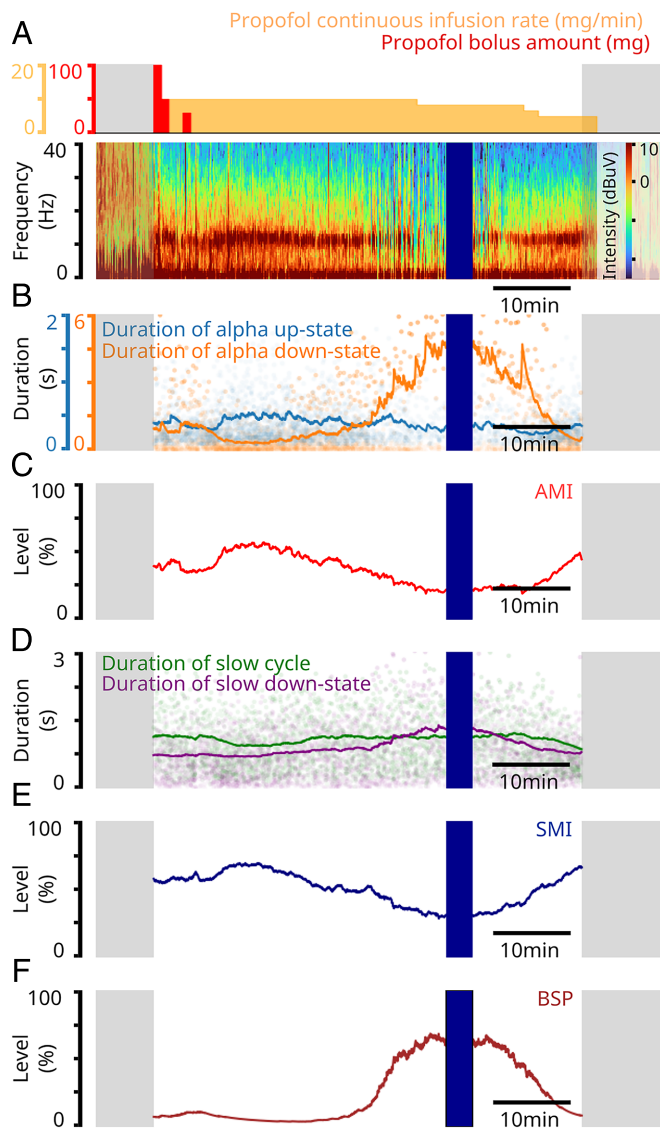 A
Propofol continuous infusion rate (mg/min)
Propofol bolus amount (mg)
20 100
0 0
40
0
Frequency
(Hz)
Intensity (dBuV)
10
0
10min
B
2 6
0 0
Duration
(s)
Duration of alpha up-state
Duration of alpha down-state
10min
C
100
0
Level
(%)
AMI
10min
D
3
0
Duration
(s)
Duration of slow cycle
Duration of slow down-state
10min
E
100
0
Level
(%)
SMI
10min
F
100
0
Level
(%)
BSP
10min